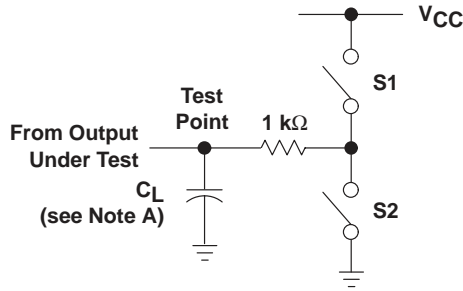 VCC
S1
Test
Point
1 kΩ
From Output
Under Test
CL
(see Note A)
S2